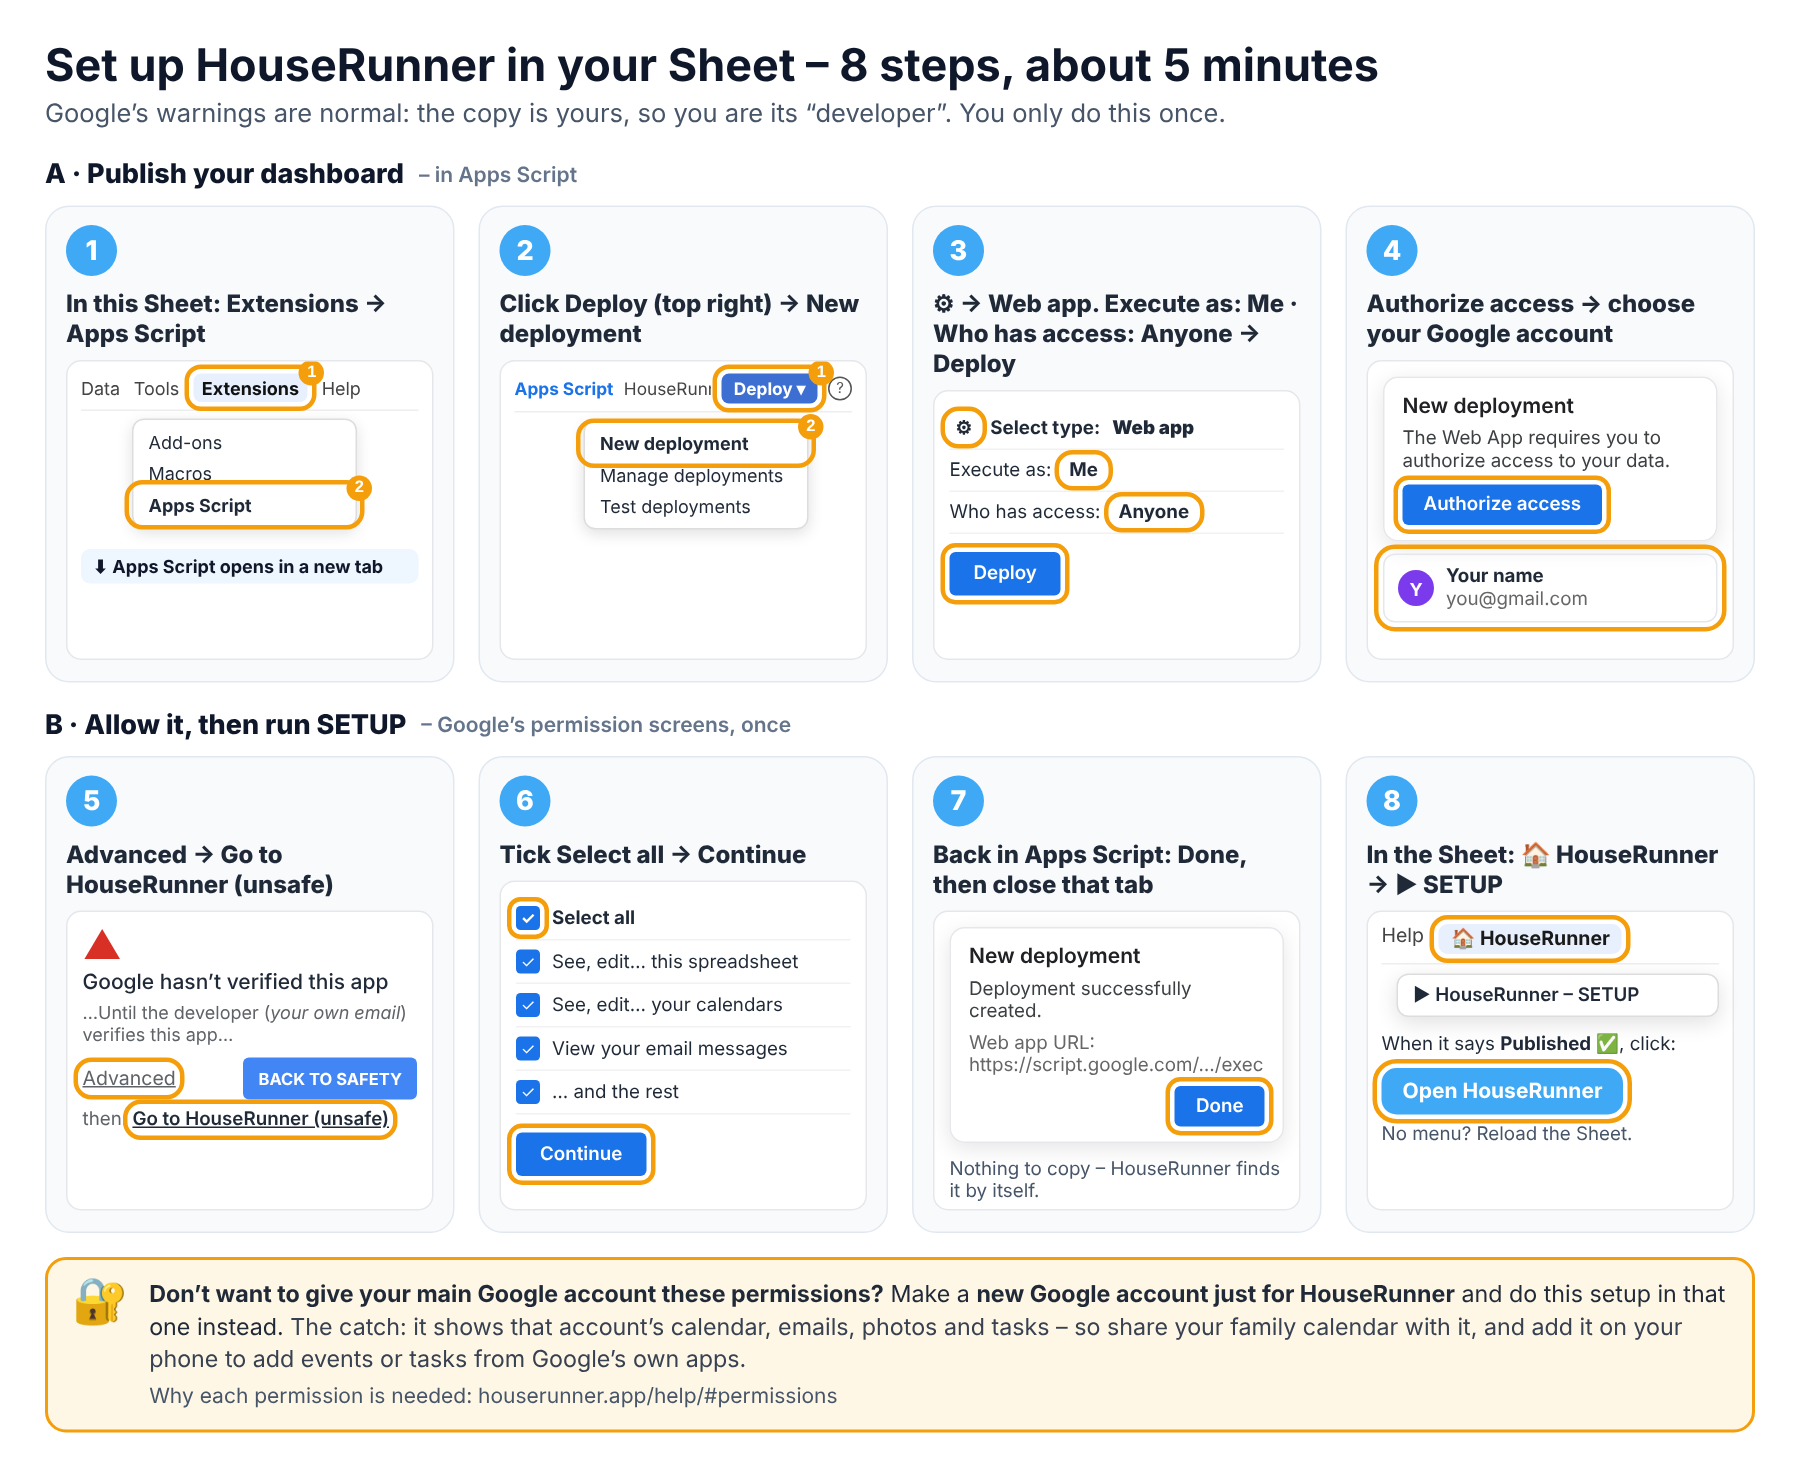 Set up HouseRunner in your Sheet – 8 steps, about 5 minutes
Google's warnings are normal: the copy is yours, so you are its “developer”. You only do this once.
A · Publish your dashboard – in Apps Script
1
In this Sheet: Extensions →
Apps Script
Data Tools Extensions 1 Help
Add-ons
Macros
Apps Script 2
⬇ Apps Script opens in a new tab
2
Click Deploy (top right) → New
deployment
Apps Script HouseRunr Deploy ▾ 1 ?
New deployment 2
Manage deployments
Test deployments
3
⚙ → Web app. Execute as: Me ·
Who has access: Anyone →
Deploy
⚙ Select type: Web app
Execute as: Me
Who has access: Anyone
Deploy
4
Authorize access → choose
your Google account
New deployment
The Web App requires you to
authorize access to your data.
Authorize access
Y Your name
you@gmail.com
B · Allow it, then run SETUP – Google's permission screens, once
5
Advanced → Go to
HouseRunner (unsafe)
Google hasn't verified this app
...Until the developer (your own email)
verifies this app...
Advanced BACK TO SAFETY
then Go to HouseRunner (unsafe)
6
Tick Select all → Continue
Select all
See, edit... this spreadsheet
See, edit... your calendars
View your email messages
... and the rest
Continue
7
Back in Apps Script: Done,
then close that tab
New deployment
Deployment successfully
created.
Web app URL:
https://script.google.com/.../exec
Done
Nothing to copy – HouseRunner finds
it by itself.
8
In the Sheet: 🏠 HouseRunner
→ ▶ SETUP
Help 🏠 HouseRunner
▶ HouseRunner – SETUP
When it says Published ✅, click:
Open HouseRunner
No menu? Reload the Sheet.
Don't want to give your main Google account these permissions? Make a new Google account just for HouseRunner and do this setup in that
one instead. The catch: it shows that account's calendar, emails, photos and tasks – so share your family calendar with it, and add it on your
phone to add events or tasks from Google's own apps.
Why each permission is needed: houserunner.app/help/#permissions